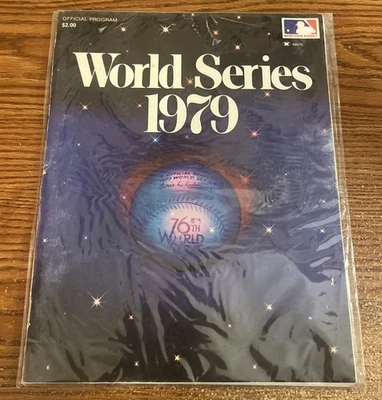 OFFICIAL PROGRAM
$2.00
World Series
1979
76TH
WORLD